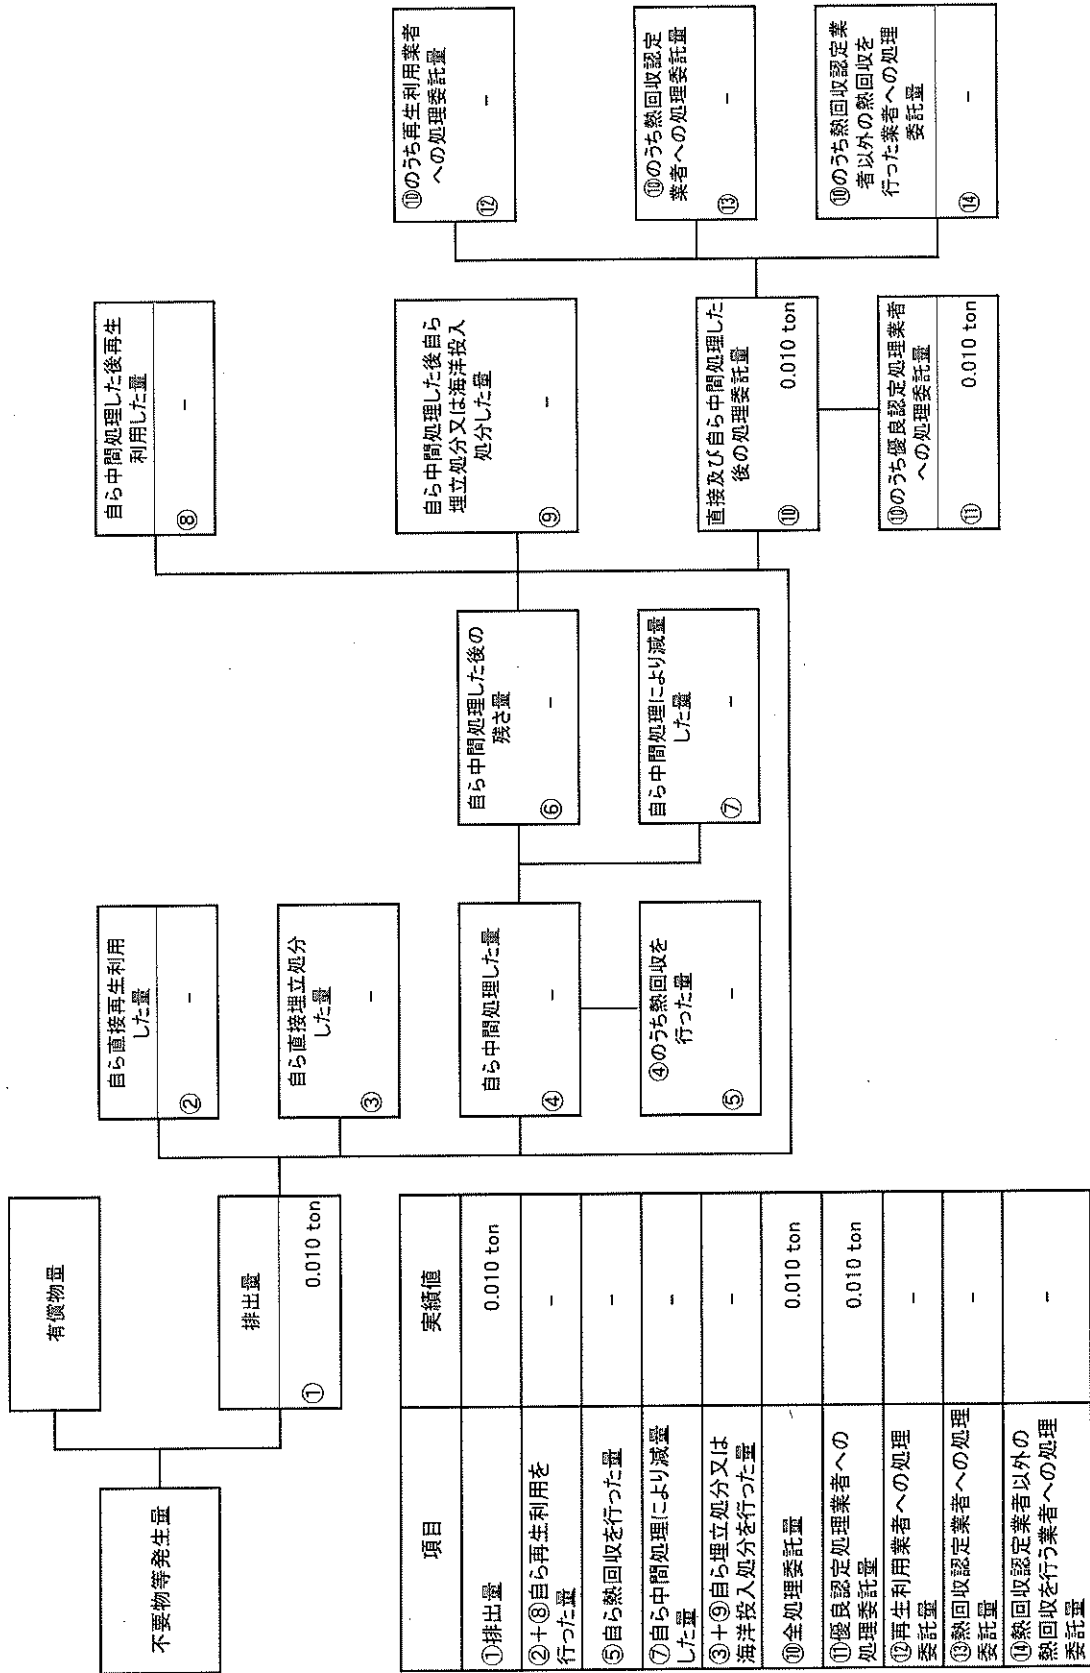 不要物等発生量
有償物量
排出量
① 0.010 ton
自ら直接再生利用
した量
② −
自ら直接埋立処分
した量
③ −
自ら中間処理した量
④ −
④のうち熱回収を
行った量
⑤ −
自ら中間処理した後の
残さ量
⑥ −
自ら中間処理により減量
した量
⑦ −
自ら中間処理した後再生
利用した量
⑧ −
自ら中間処理した後自ら
埋立処分又は海洋投入
処分した量
⑨ −
直接及び自ら中間処理した
後の処理委託量
⑩ 0.010 ton
⑩のうち優良認定処理業者
への処理委託量
⑪ 0.010 ton
⑩のうち再生利用業者
への処理委託量
⑫ −
⑩のうち熱回収認定
業者への処理委託量
⑬ −
⑩のうち熱回収認定業
者以外の熱回収を
行った業者への処理
委託量
⑭ −
項目 実績値
①排出量 0.010 ton
②+⑧自ら再生利用を
行った量 −
⑤自ら熱回収を行った量 −
⑦自ら中間処理により減量
した量 −
③+⑨自ら埋立処分又は
海洋投入処分を行った量 −
⑩全処理委託量 0.010 ton
⑪優良認定処理業者への
処理委託量 0.010 ton
⑫再生利用業者への処理
委託量 −
⑬熱回収認定業者への処理
委託量 −
⑭熱回収認定業者以外の
熱回収を行う業者への処理
委託量 −